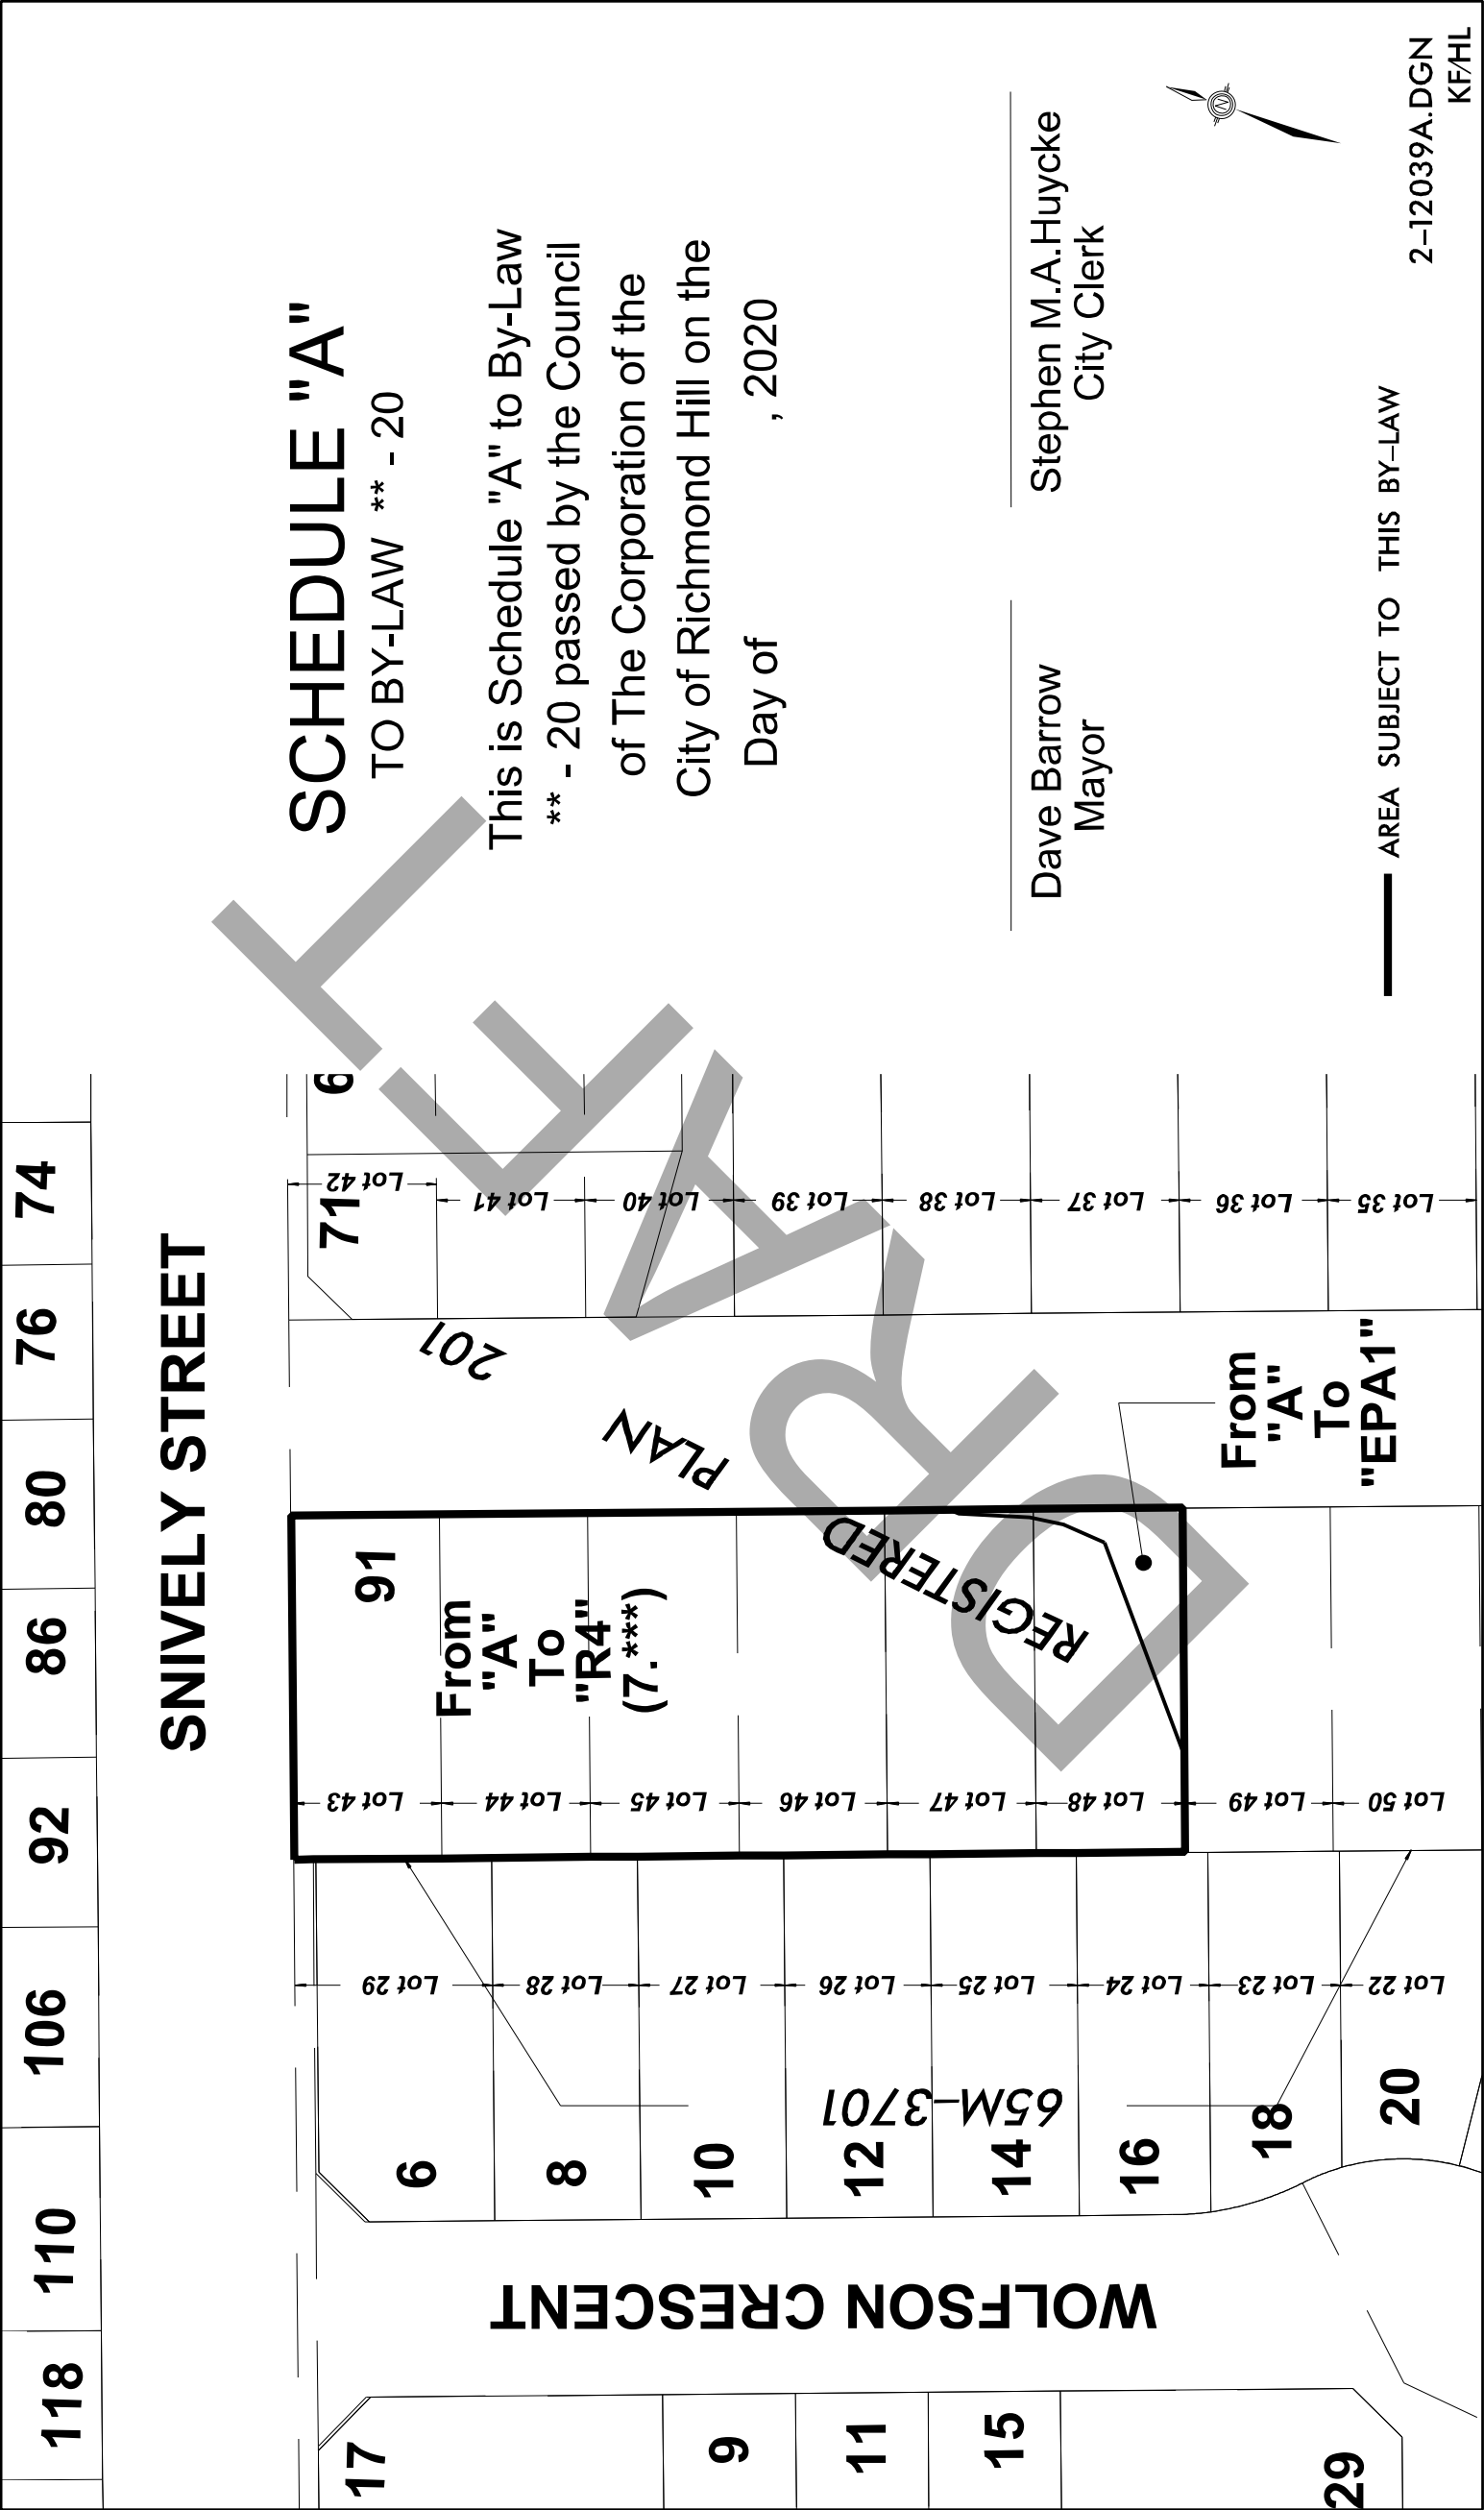 SCHEDULE "A"
TO BY-LAW ** - 20
This is Schedule "A" to By-Law
** - 20 passed by the Council
of The Corporation of the
City of Richmond Hill on the
Day of , 2020
Dave Barrow
Mayor
Stephen M.A.Huycke
City Clerk
AREA SUBJECT TO THIS BY-LAW
N
2-12039A.DGN
KF/HL
DRAFT
SNIVELY STREET
118
110
106
92
86
80
76
74
17
9
11
15
29
WOLFSON CRESCENT
6
8
10
12
14
16
18
20
65M-3701
Lot 29
Lot 28
Lot 27
Lot 26
Lot 25
Lot 24
Lot 23
Lot 22
Lot 43
Lot 44
Lot 45
Lot 46
Lot 47
Lot 48
Lot 49
Lot 50
91
From
"A"
To
"R4"
(7.***)
REGISTERED
PLAN
201
From
"A"
To
"EPA1"
71
Lot 42
Lot 41
Lot 40
Lot 39
Lot 38
Lot 37
Lot 36
Lot 35